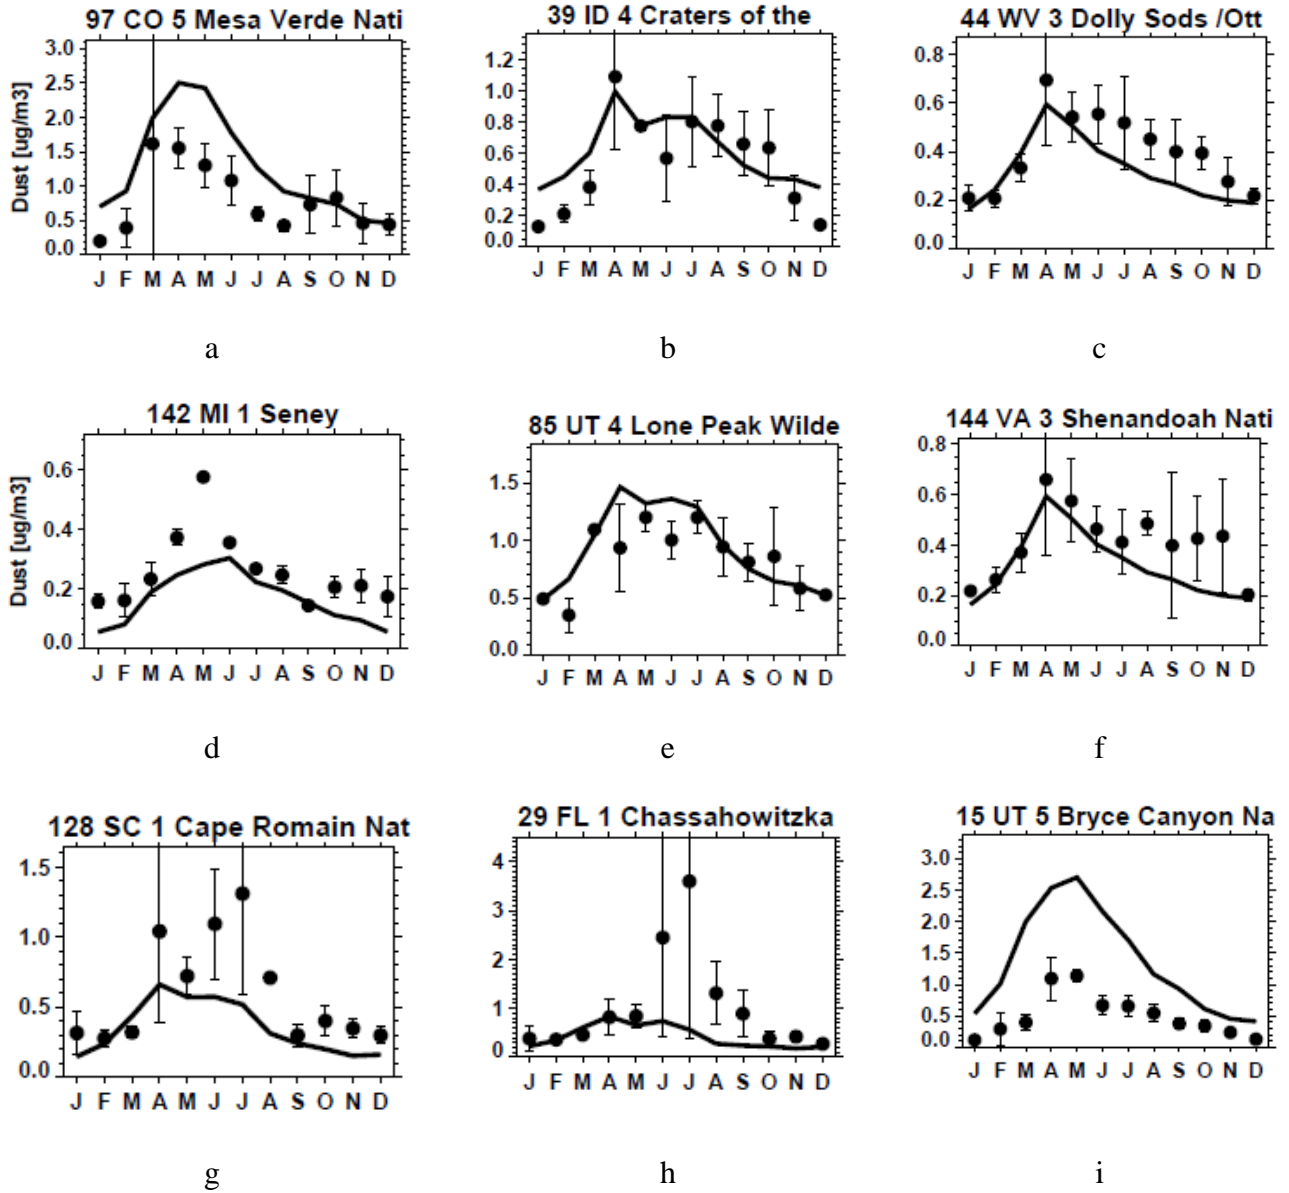 97 CO 5 Mesa Verde Nati
Dust [ug/m3]
3.0
2.5
2.0
1.5
1.0
0.5
0.0
J F M A M J J A S O N D
a
39 ID 4 Craters of the
1.2
1.0
0.8
0.6
0.4
0.2
0.0
J F M A M J J A S O N D
b
44 WV 3 Dolly Sods /Ott
0.8
0.6
0.4
0.2
0.0
J F M A M J J A S O N D
c
142 MI 1 Seney
Dust [ug/m3]
0.6
0.4
0.2
0.0
J F M A M J J A S O N D
d
85 UT 4 Lone Peak Wilde
1.5
1.0
0.5
0.0
J F M A M J J A S O N D
e
144 VA 3 Shenandoah Nati
0.8
0.6
0.4
0.2
0.0
J F M A M J J A S O N D
f
128 SC 1 Cape Romain Nat
1.5
1.0
0.5
0.0
J F M A M J J A S O N D
g
29 FL 1 Chassahowitzka
4
3
2
1
0
J F M A M J J A S O N D
h
15 UT 5 Bryce Canyon Na
3.0
2.5
2.0
1.5
1.0
0.5
0.0
J F M A M J J A S O N D
i